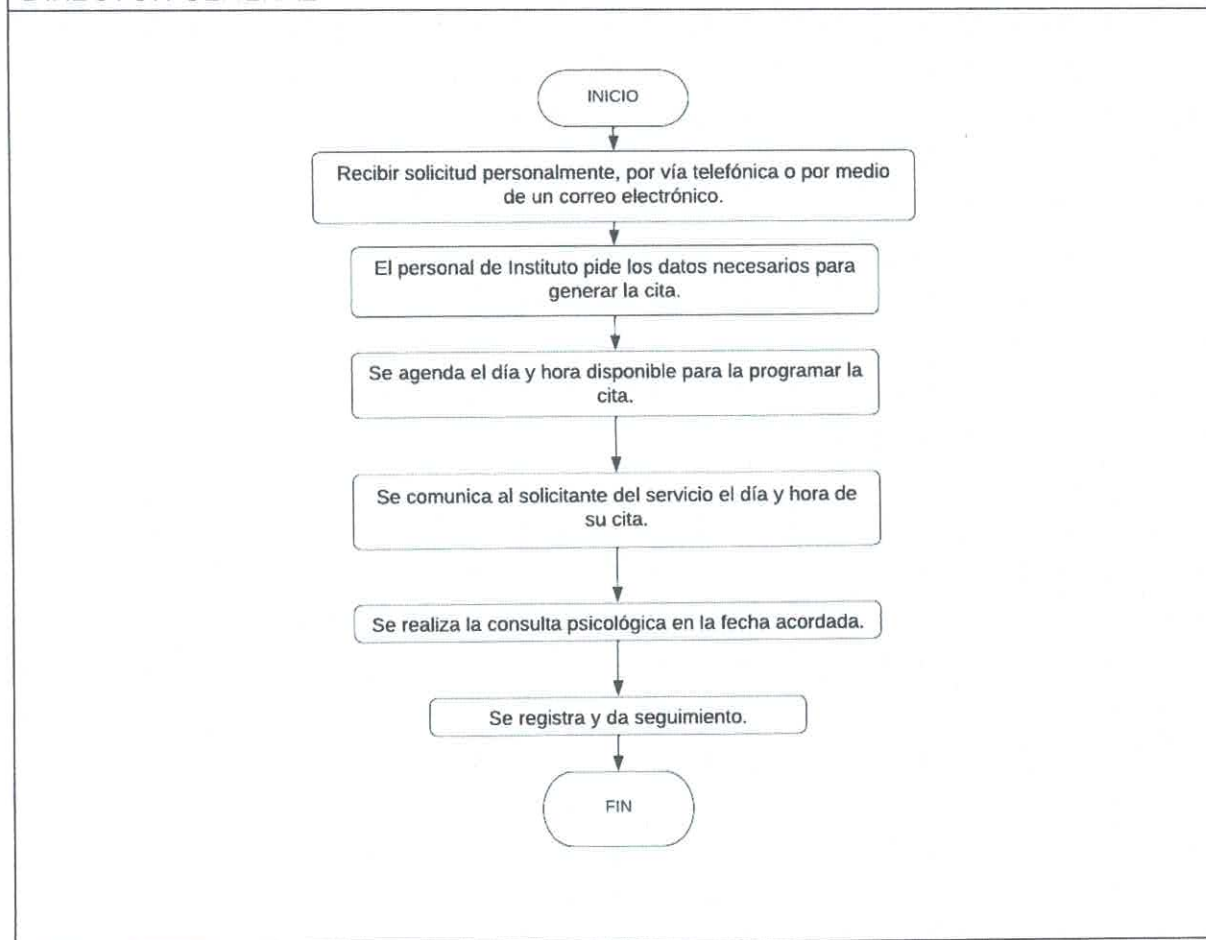 INICIO
Recibir solicitud personalmente, por vía telefónica o por medio
de un correo electrónico.
El personal de Instituto pide los datos necesarios para
generar la cita.
Se agenda el día y hora disponible para la programar la
cita.
Se comunica al solicitante del servicio el día y hora de
su cita.
Se realiza la consulta psicológica en la fecha acordada.
Se registra y da seguimiento.
FIN